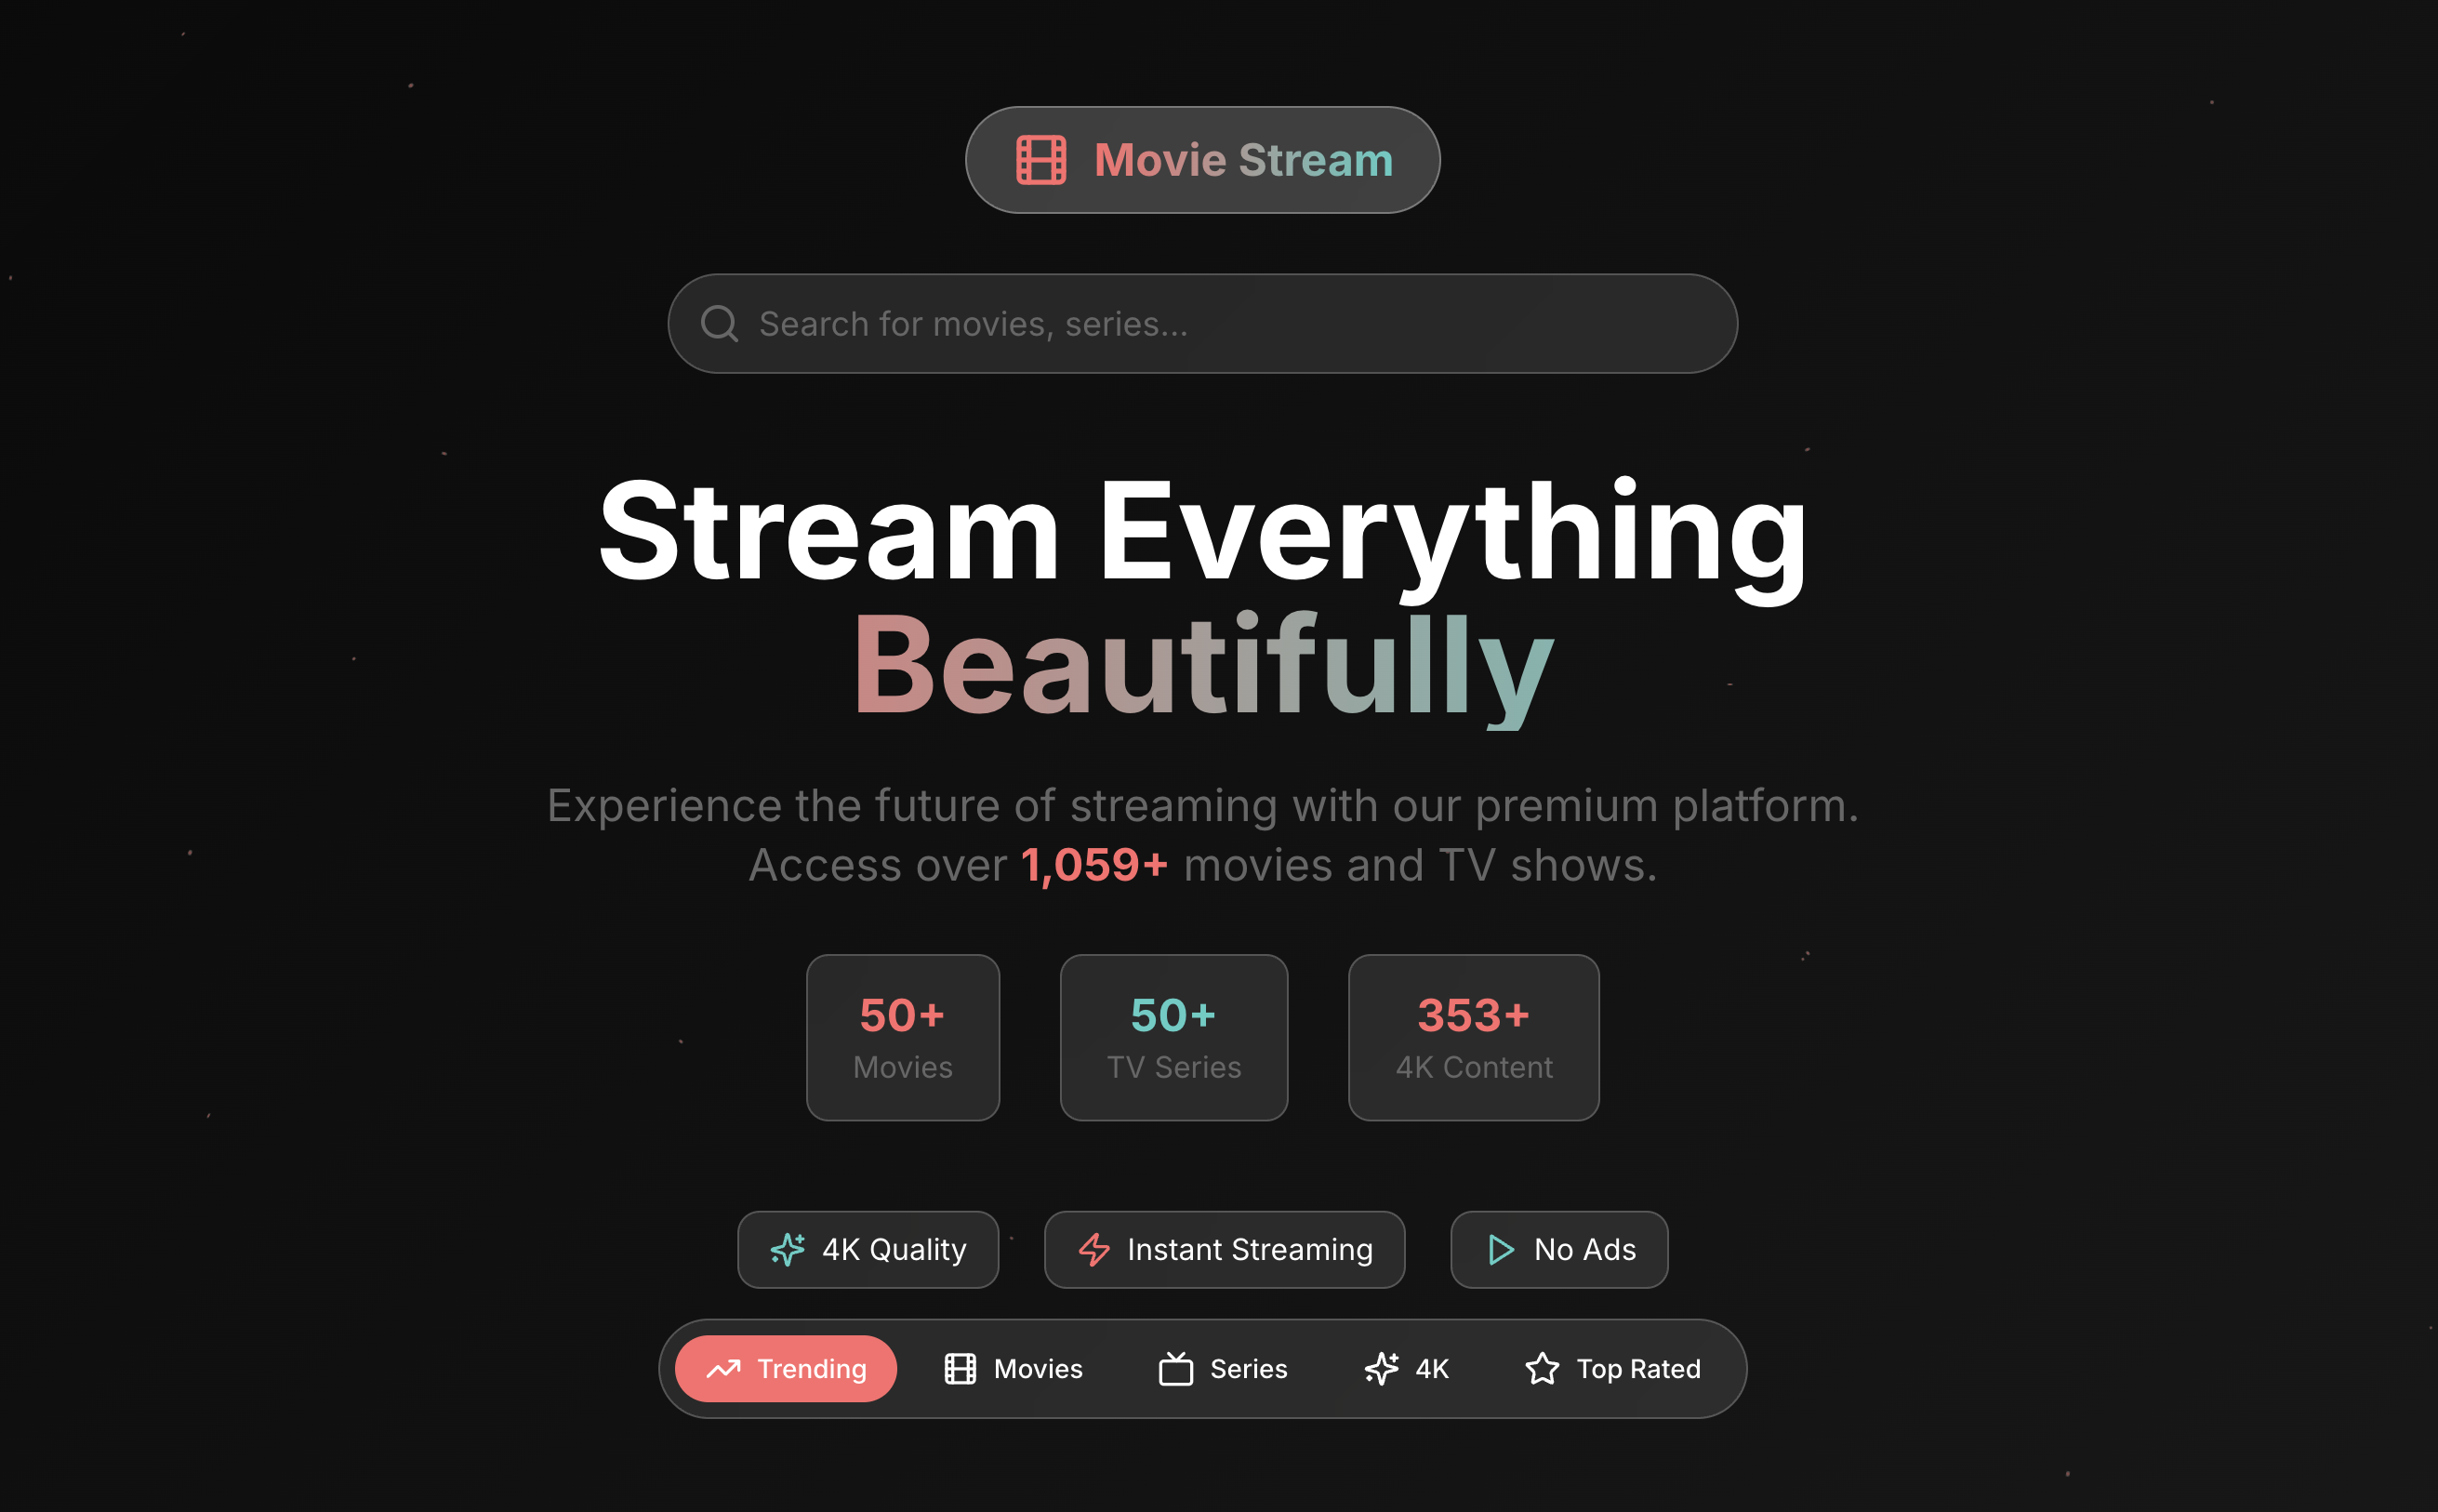 Movie Stream
Search for movies, series...
Stream Everything
Beautifully
Experience the future of streaming with our premium platform.
Access over 1,059+ movies and TV shows.
50+
Movies
50+
TV Series
353+
4K Content
4K Quality
Instant Streaming
No Ads
Trending
Movies
Series
4K
Top Rated